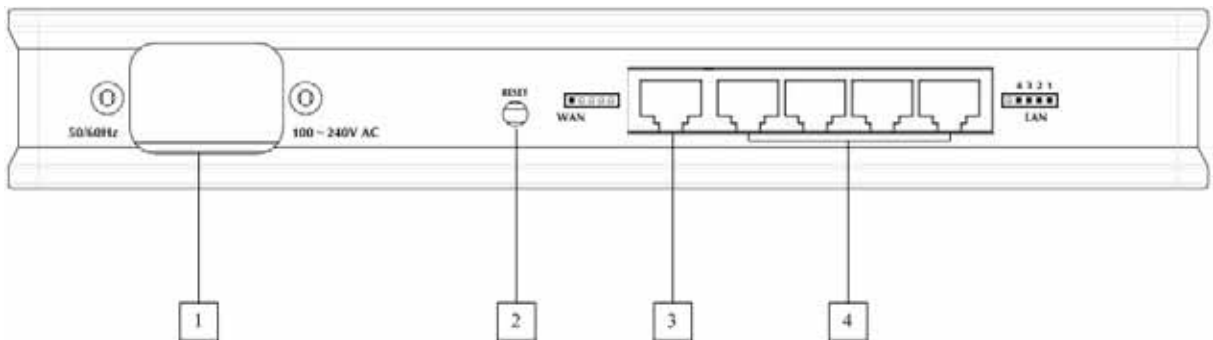 RESET
4 3 2 1
WAN
LAN
50/60Hz
100 ~ 240V AC
1
2
3
4